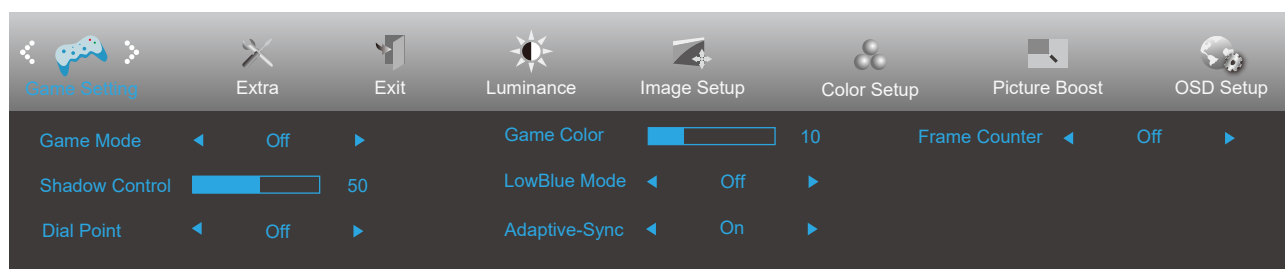 Game Setting Extra Exit Luminance Image Setup Color Setup Picture Boost OSD Setup
Game Mode Off Game Color 10 Frame Counter Off
Shadow Control 50 LowBlue Mode Off
Dial Point Off Adaptive-Sync On